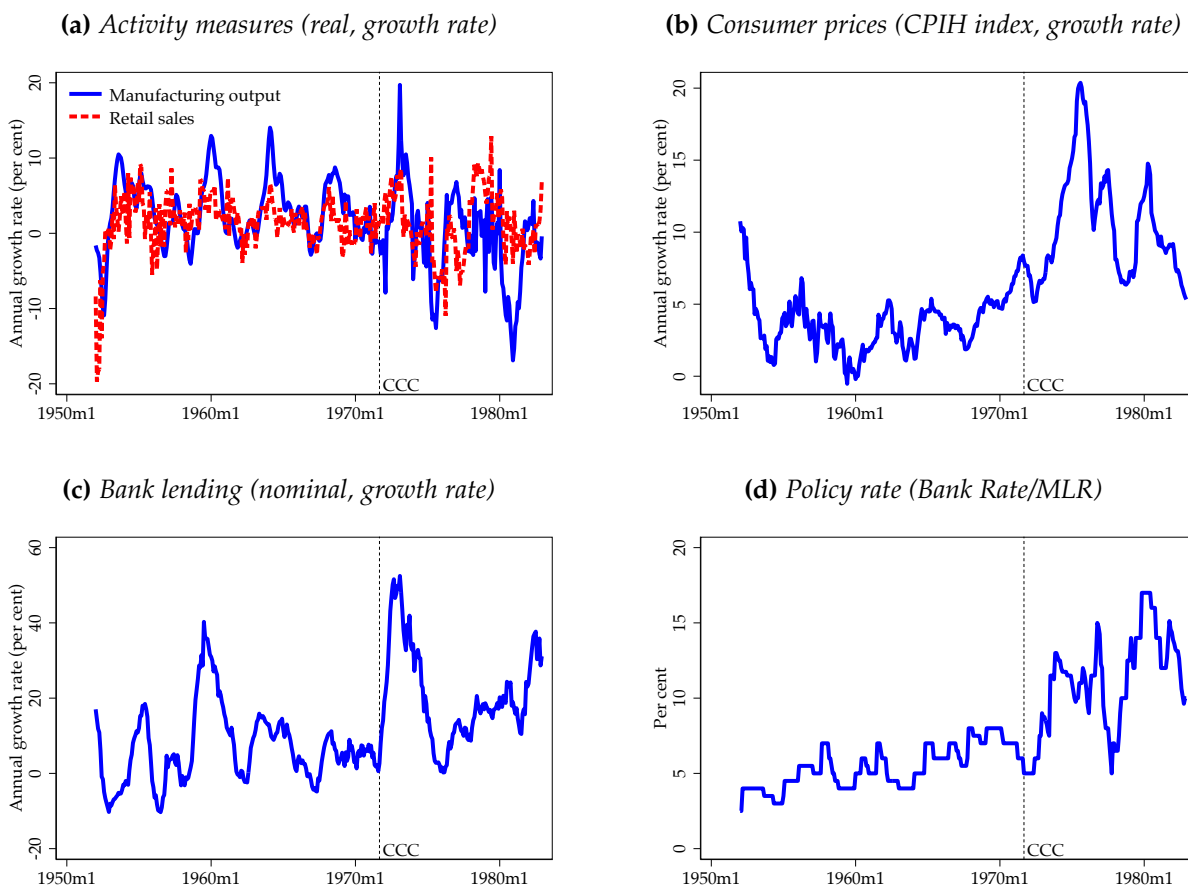 (a) Activity measures (real, growth rate)
Annual growth rate (per cent)
20
10
0
-10
-20
Manufacturing output
Retail sales
CCC
1950m1 1960m1 1970m1 1980m1
(b) Consumer prices (CPIH index, growth rate)
Annual growth rate (per cent)
20
15
10
5
0
CCC
1950m1 1960m1 1970m1 1980m1
(c) Bank lending (nominal, growth rate)
Annual growth rate (per cent)
60
40
20
0
-20
CCC
1950m1 1960m1 1970m1 1980m1
(d) Policy rate (Bank Rate/MLR)
Per cent
20
15
10
5
0
CCC
1950m1 1960m1 1970m1 1980m1